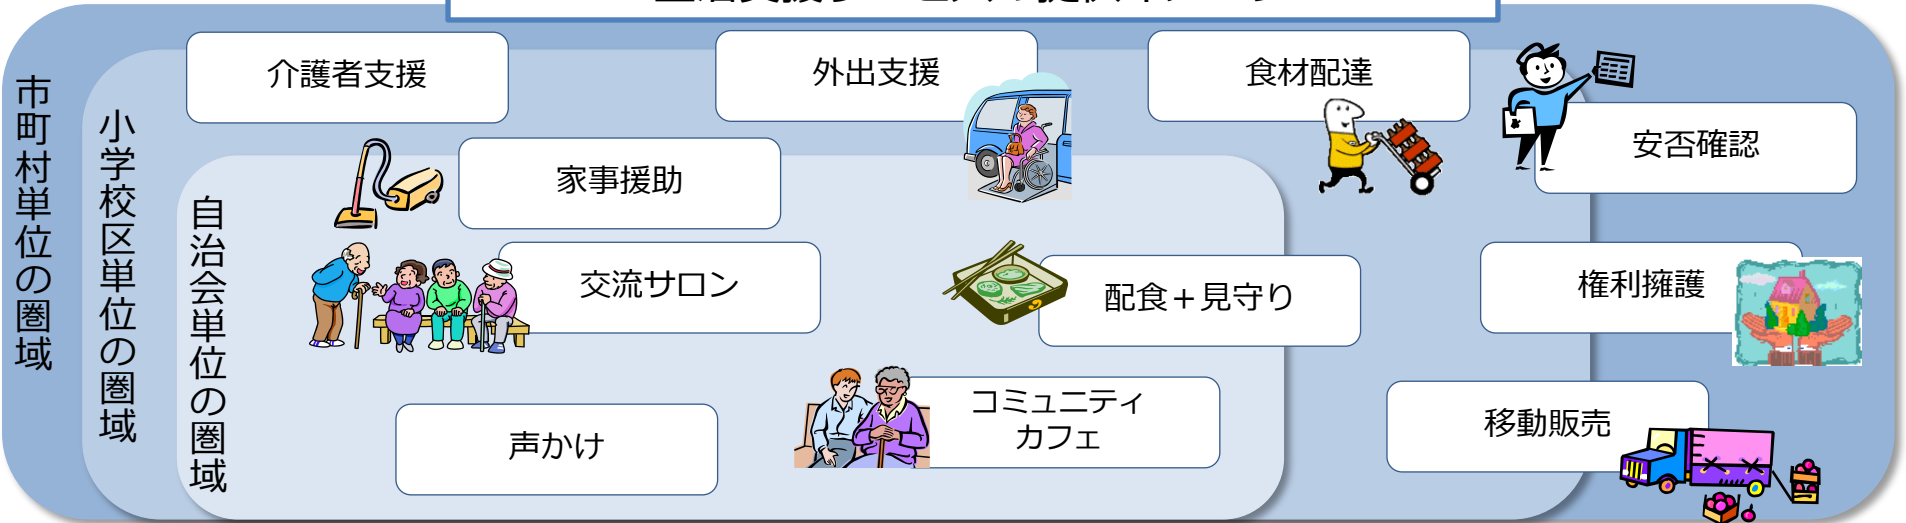 市町村単位の圏域
小学校区単位の圏域
自治会単位の圏域
介護者支援
外出支援
食材配達
安否確認
家事援助
交流サロン
配食＋見守り
権利擁護
声かけ
コミュニティ
カフェ
移動販売